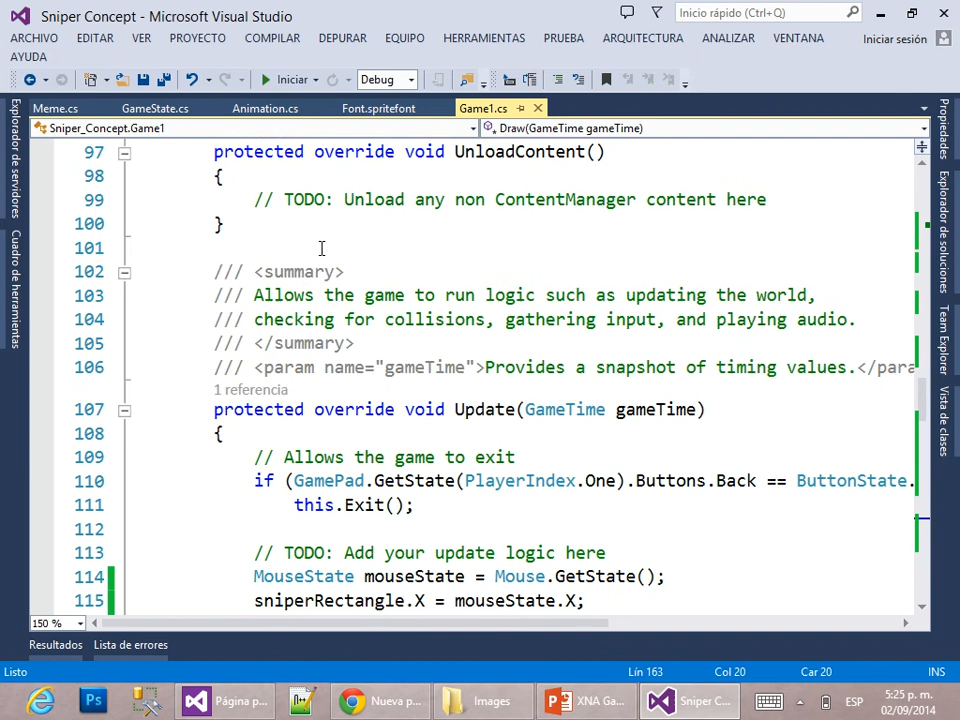 Sniper Concept - Microsoft Visual Studio
Inicio rápido (Ctrl+Q)
ARCHIVO EDITAR VER PROYECTO COMPILAR DEPURAR EQUIPO HERRAMIENTAS PRUEBA ARQUITECTURA ANALIZAR VENTANA
Iniciar sesión
AYUDA
Iniciar Debug
Explorador de servidores
Cuadro de herramientas
Meme.cs GameState.cs Animation.cs Font.spritefont Game1.cs
Sniper_Concept.Game1 Draw(GameTime gameTime)
97 protected override void UnloadContent()
98 {
99 // TODO: Unload any non ContentManager content here
100 }
101
102 /// <summary>
103 /// Allows the game to run logic such as updating the world,
104 /// checking for collisions, gathering input, and playing audio.
105 /// </summary>
106 /// <param name="gameTime">Provides a snapshot of timing values.</para
1 referencia
107 protected override void Update(GameTime gameTime)
108 {
109 // Allows the game to exit
110 if (GamePad.GetState(PlayerIndex.One).Buttons.Back == ButtonState.
111 this.Exit();
112
113 // TODO: Add your update logic here
114 MouseState mouseState = Mouse.GetState();
115 sniperRectangle.X = mouseState.X;
Propiedades
Explorador de soluciones
Team Explorer
Vista de clases
150 %
Resultados Lista de errores
Listo Lín 163 Col 20 Car 20 INS
Ps
Página p...
Nueva p...
Images
XNA Ga...
Sniper C...
ESP
5:25 p. m.
02/09/2014